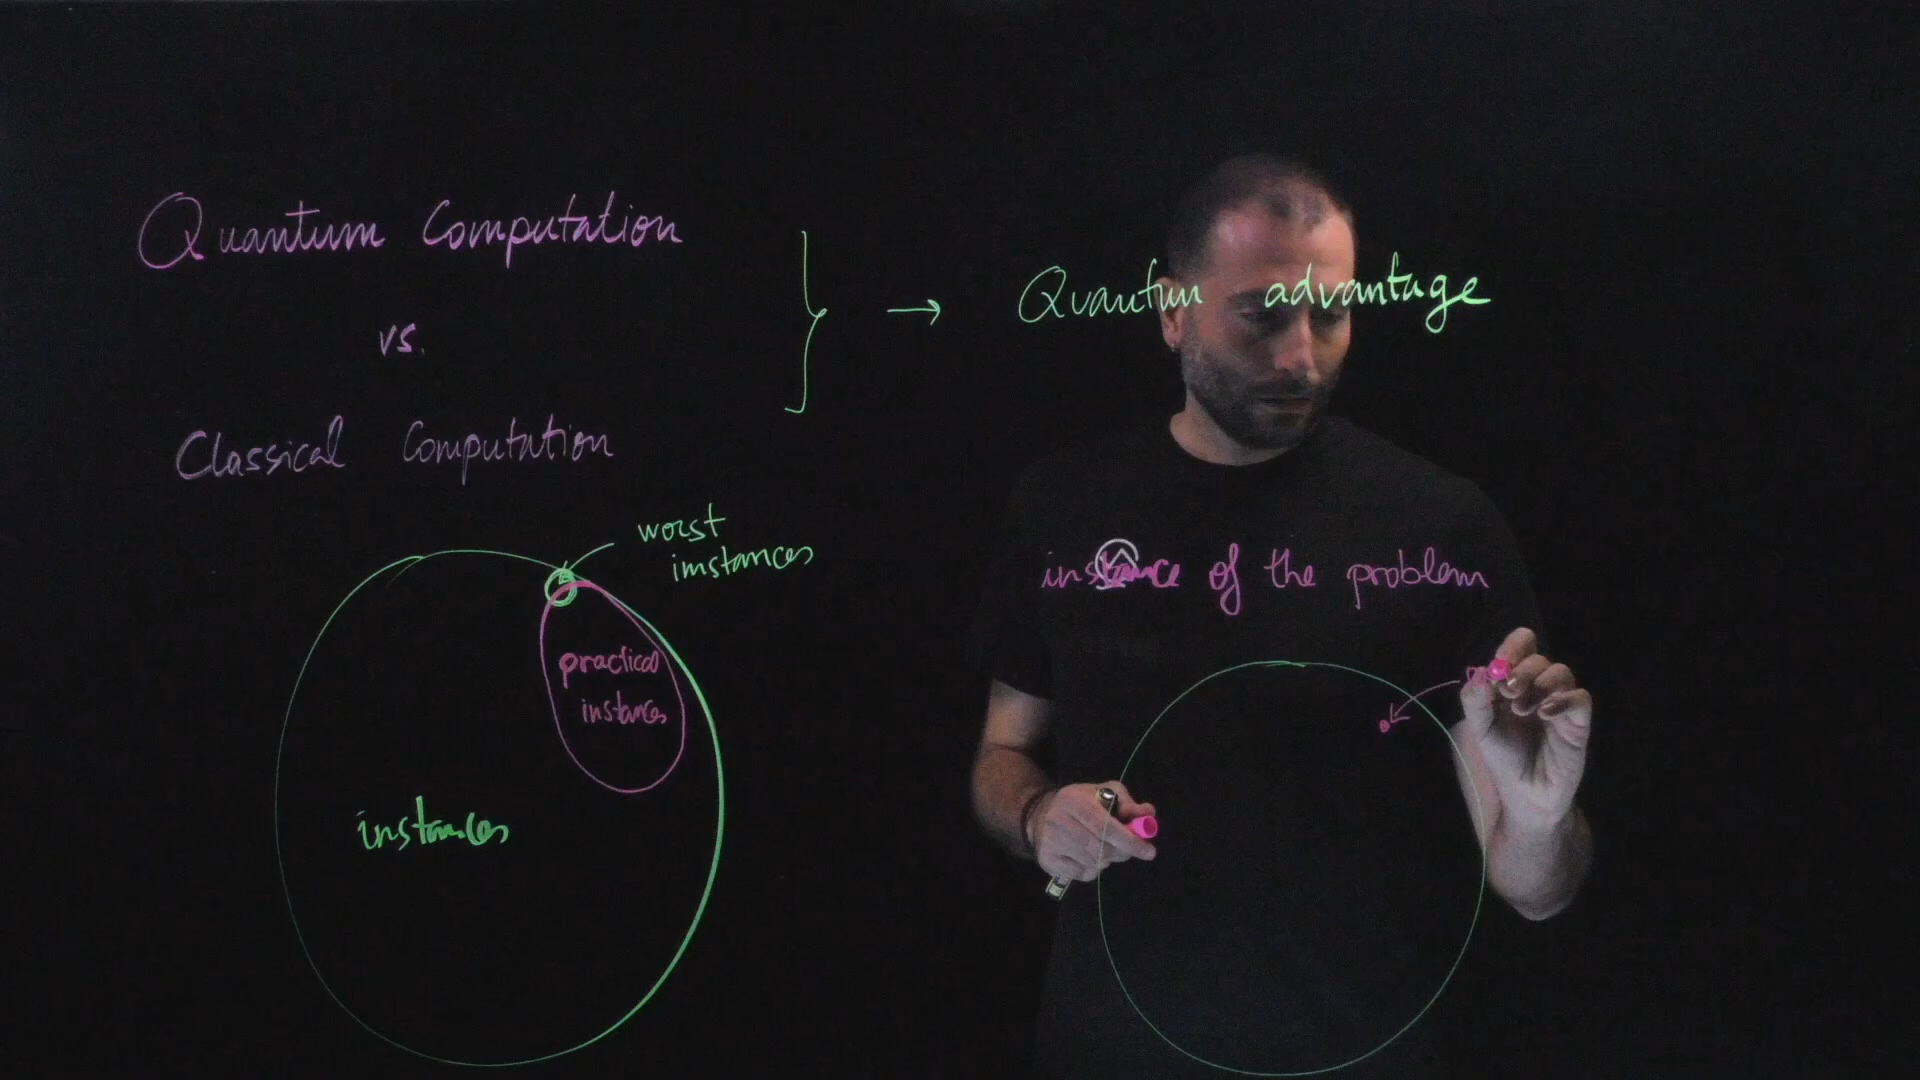 Quantum Computation
vs.
Classical Computation
Quantum advantage
worst
instances
practical
instances
instances
instance of the problem